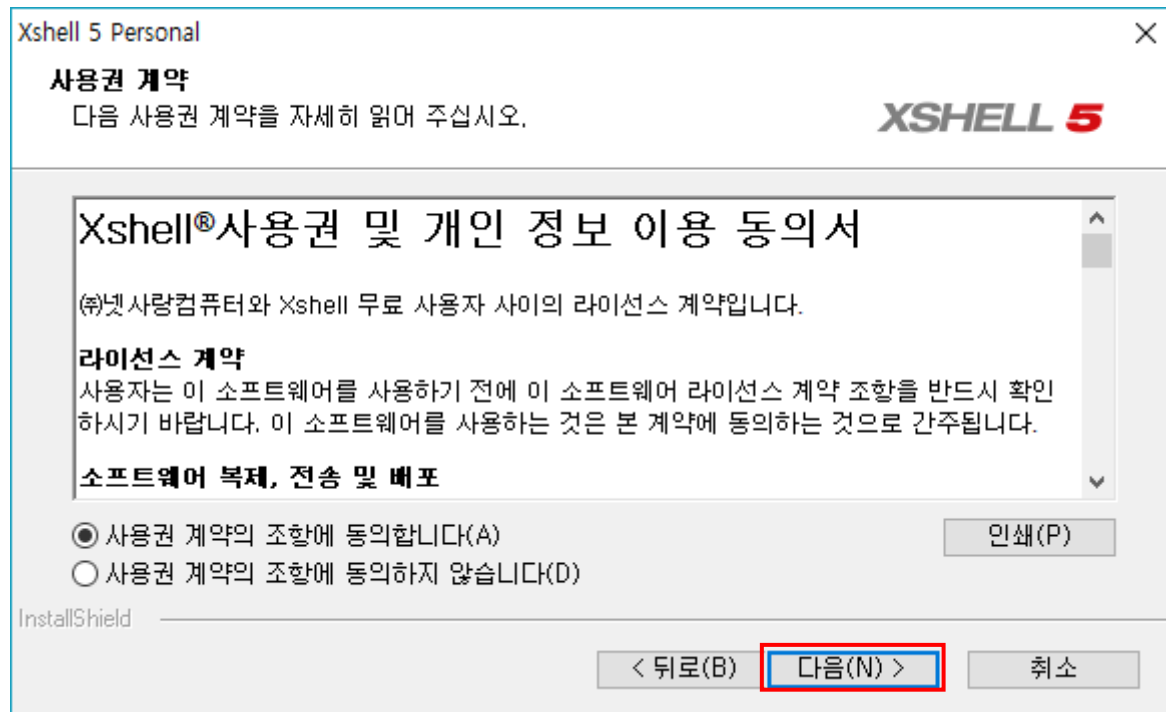 Xshell 5 Personal
사용권 계약
다음 사용권 계약을 자세히 읽어 주십시오.
XSHELL 5
Xshell®사용권 및 개인 정보 이용 동의서
㈜넷사랑컴퓨터와 Xshell 무료 사용자 사이의 라이선스 계약입니다.
라이선스 계약
사용자는 이 소프트웨어를 사용하기 전에 이 소프트웨어 라이선스 계약 조항을 반드시 확인
하시기 바랍니다. 이 소프트웨어를 사용하는 것은 본 계약에 동의하는 것으로 간주됩니다.
소프트웨어 복제, 전송 및 배포
사용권 계약의 조항에 동의합니다(A)
인쇄(P)
사용권 계약의 조항에 동의하지 않습니다(D)
InstallShield
< 뒤로(B)
다음(N) >
취소